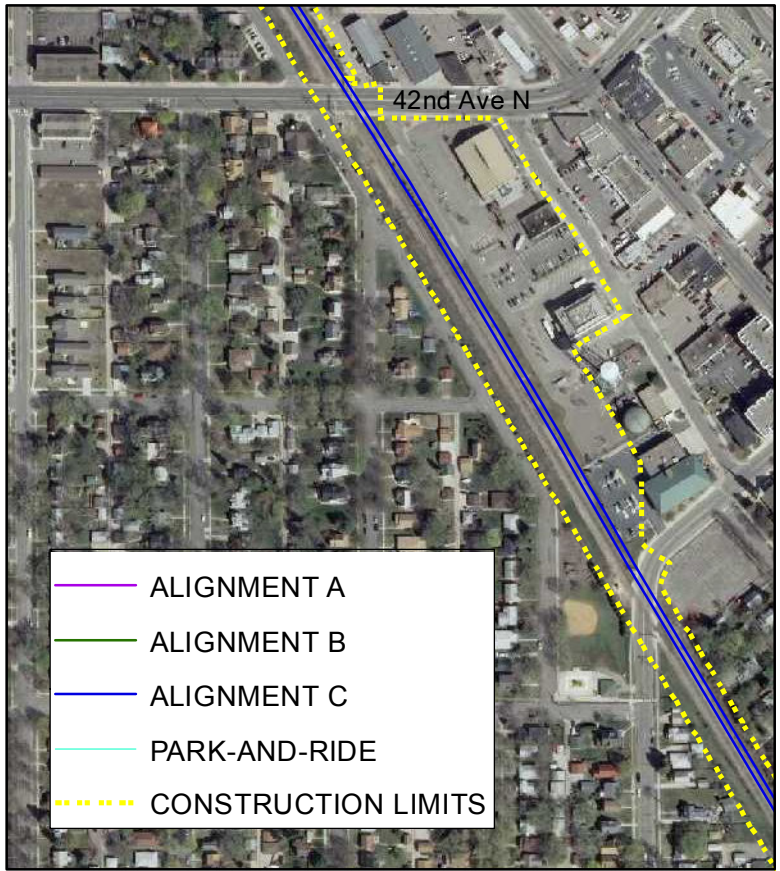 42nd Ave N
ALIGNMENT A
ALIGNMENT B
ALIGNMENT C
PARK-AND-RIDE
CONSTRUCTION LIMITS